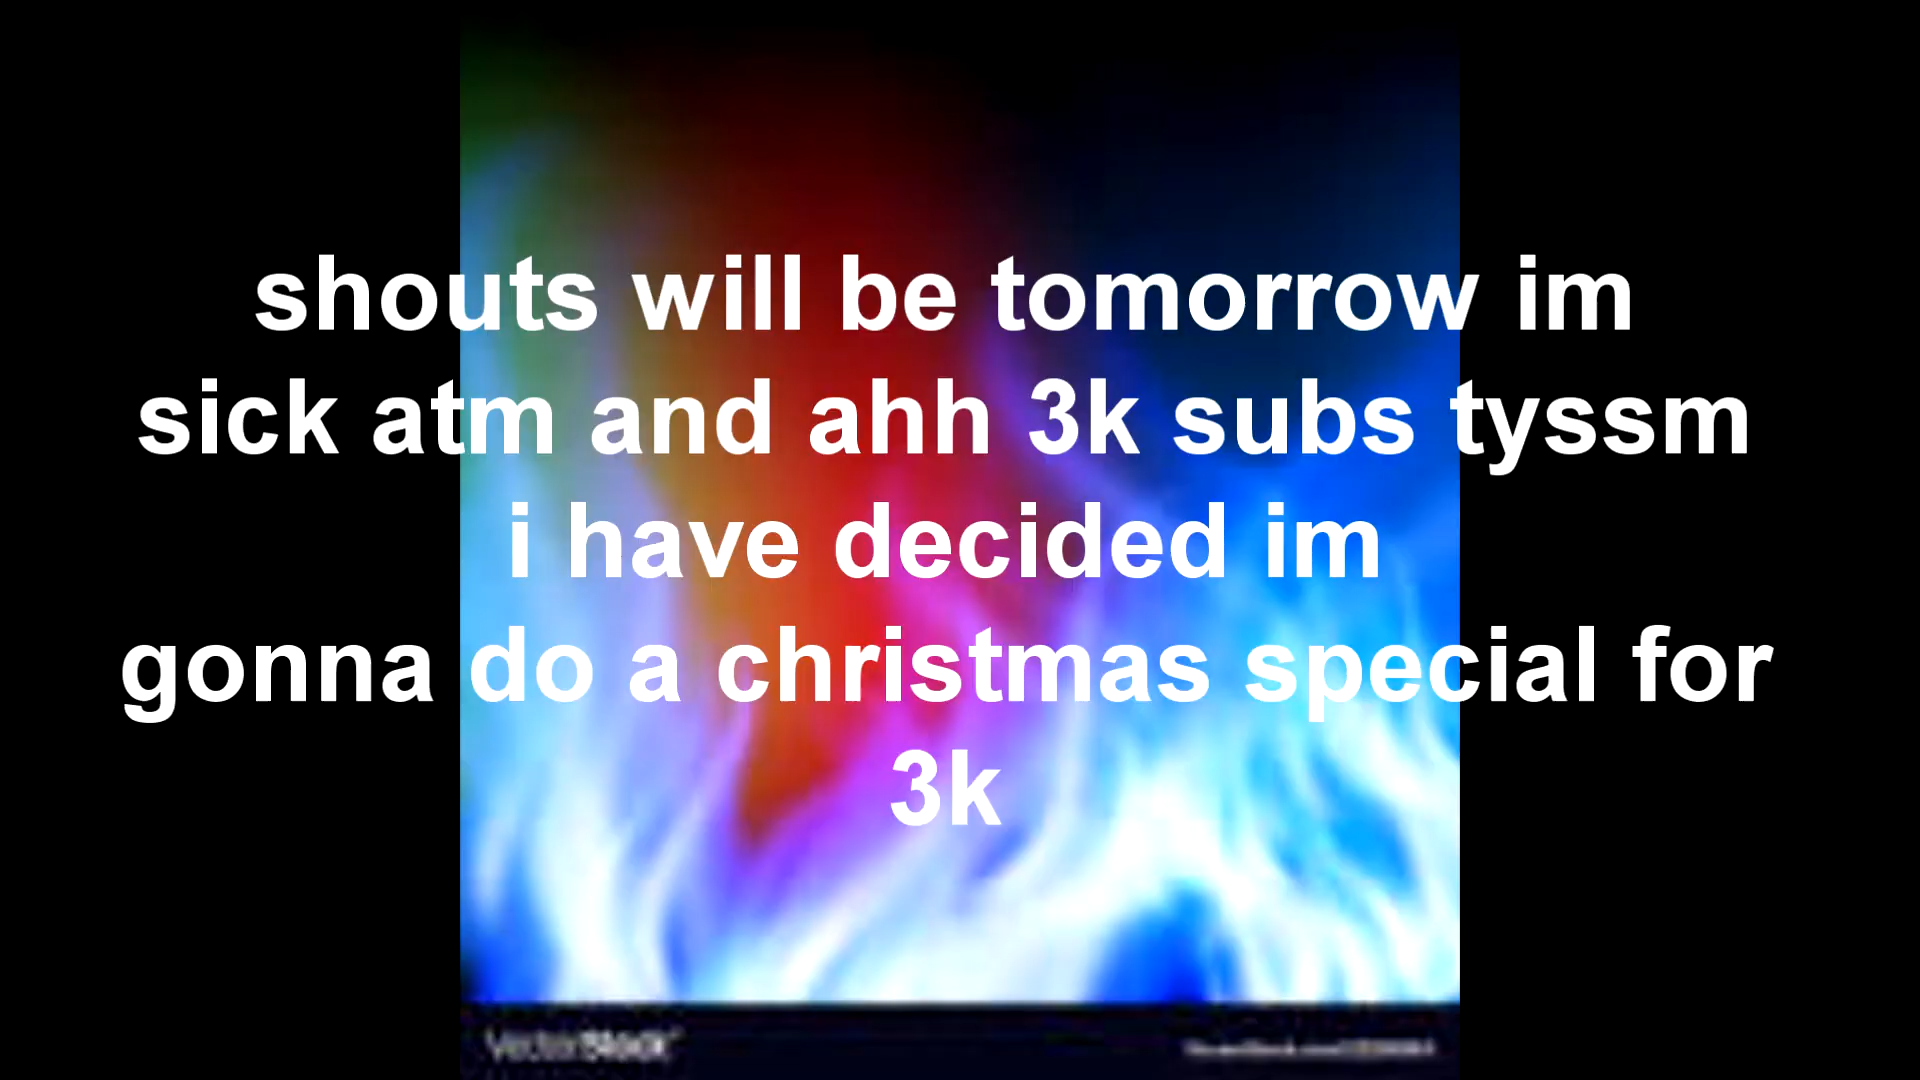 shouts will be tomorrow im
sick atm and ahh 3k subs tyssm
i have decided im
gonna do a christmas special for
3k
VectorStock